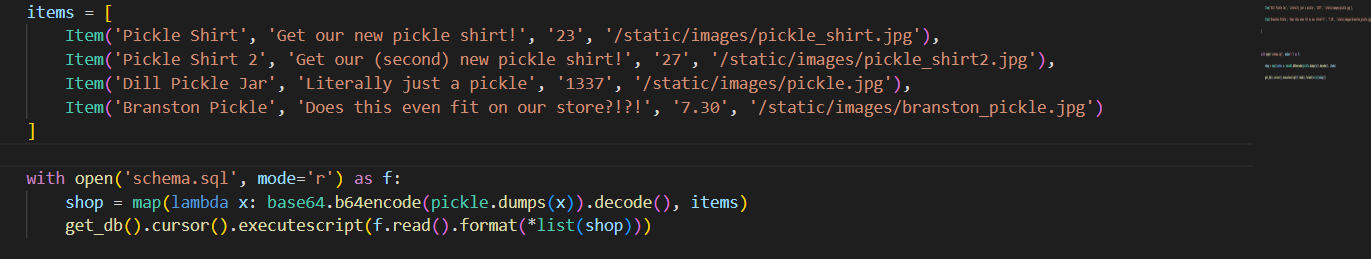 items = [
    Item('Pickle Shirt', 'Get our new pickle shirt!', '23', '/static/images/pickle_shirt.jpg'),
    Item('Pickle Shirt 2', 'Get our (second) new pickle shirt!', '27', '/static/images/pickle_shirt2.jpg'),
    Item('Dill Pickle Jar', 'Literally just a pickle', '1337', '/static/images/pickle.jpg'),
    Item('Branston Pickle', 'Does this even fit on our store?!?!', '7.30', '/static/images/branston_pickle.jpg')
]
with open('schema.sql', mode='r') as f:
    shop = map(lambda x: base64.b64encode(pickle.dumps(x)).decode(), items)
    get_db().cursor().executescript(f.read().format(*list(shop)))